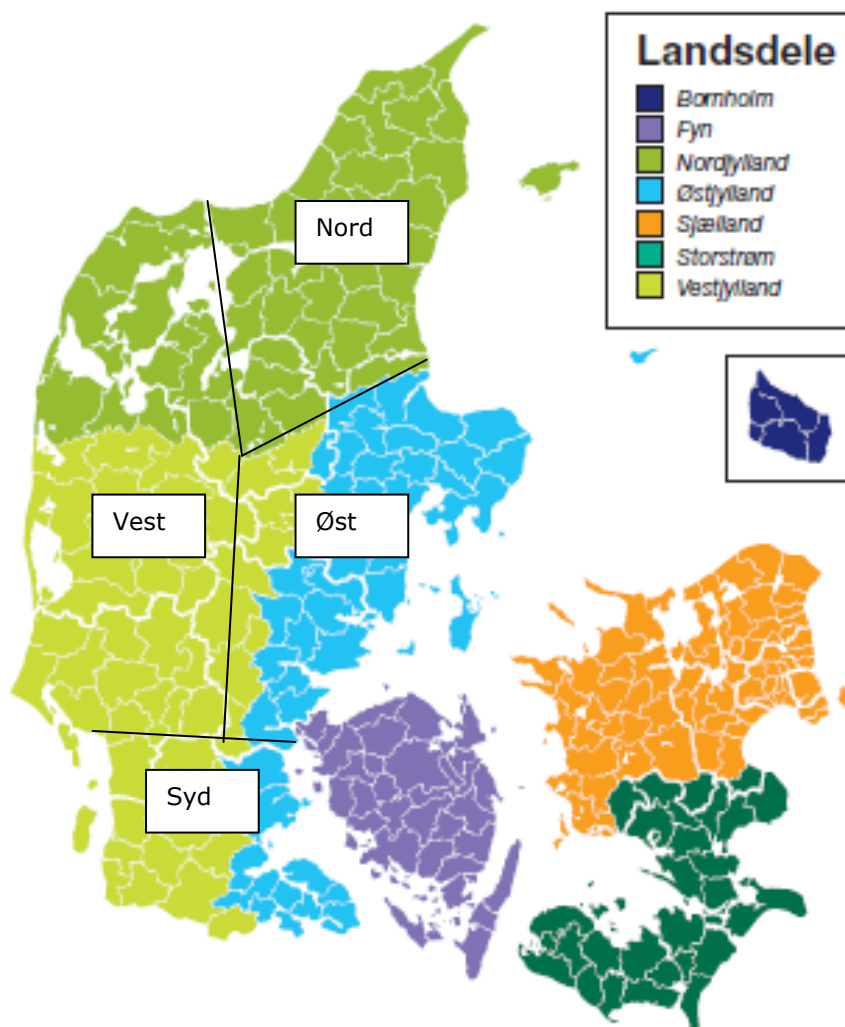 Landsdele
Bornholm
Fyn
Nordjylland
Østjylland
Sjælland
Storstrøm
Vestjylland
Nord
Vest
Øst
Syd